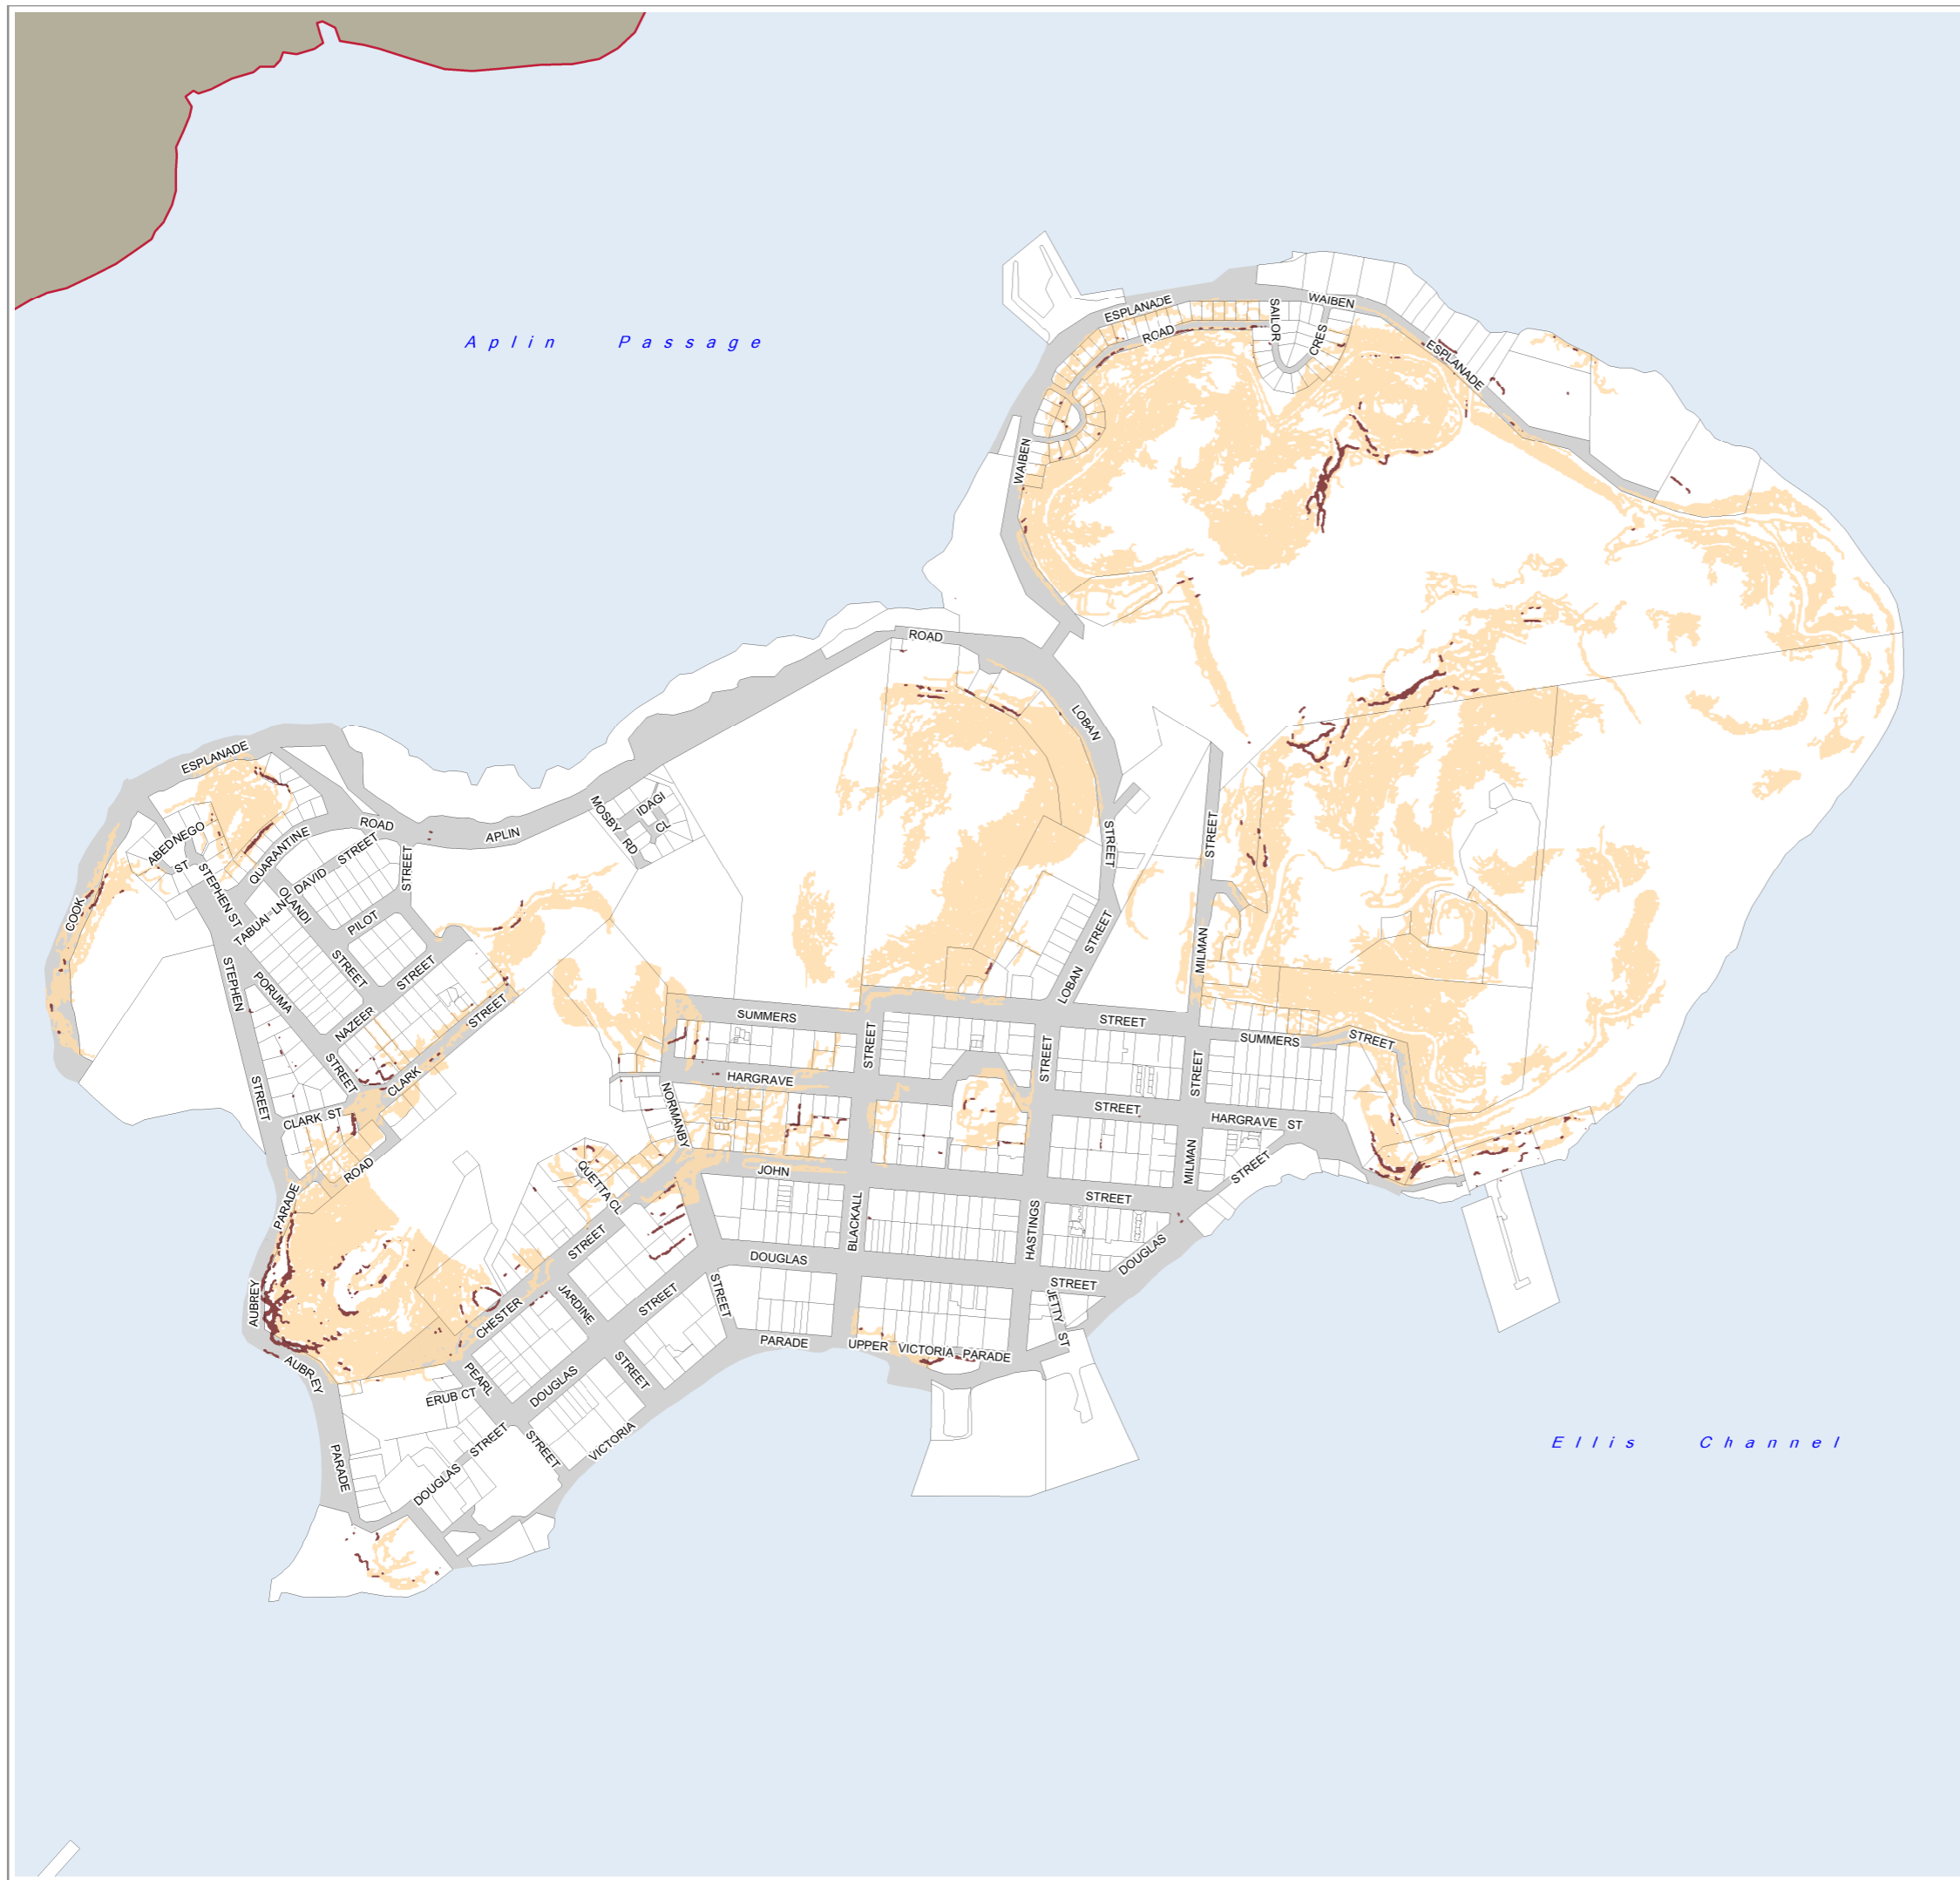 Aplin Passage
ESPLANADE
WAIBEN
SAILOR
CRES
ROAD
ESPLANADE
WAIBEN
ROAD
LOBAN
STREET
ESPLANADE
MOSBY
RD
IDAGI
CL
ROAD
APLIN
STREET
QUARANTINE
ABEDNEGO
ST
STEPHEN ST
DAVID
STREET
OLANDI
STREET
TABUAI LN
PILOT
STREET
COOK
STEPHEN
STREET
PORUMA
STREET
NAZEER
STREET
CLARK
STREET
CLARK ST
STREET
MILMAN
LOBAN
STREET
SUMMERS
STREET
SUMMERS
STREET
STREET
STREET
STREET
HARGRAVE
STREET
HARGRAVE ST
NORMANBY
STREET
JOHN
STREET
MILMAN
STREET
DOUGLAS
BLACKALL
HASTINGS
QUETTA CL
ROAD
PARADE
AUBREY
AUBREY
PARADE
CHESTER
STREET
JARDINE
STREET
DOUGLAS
STREET
JETTY ST
PARADE
UPPER VICTORIA PARADE
PEARL
STREET
ERUB CT
DOUGLAS
STREET
DOUGLAS
STREET
VICTORIA
Ellis Channel